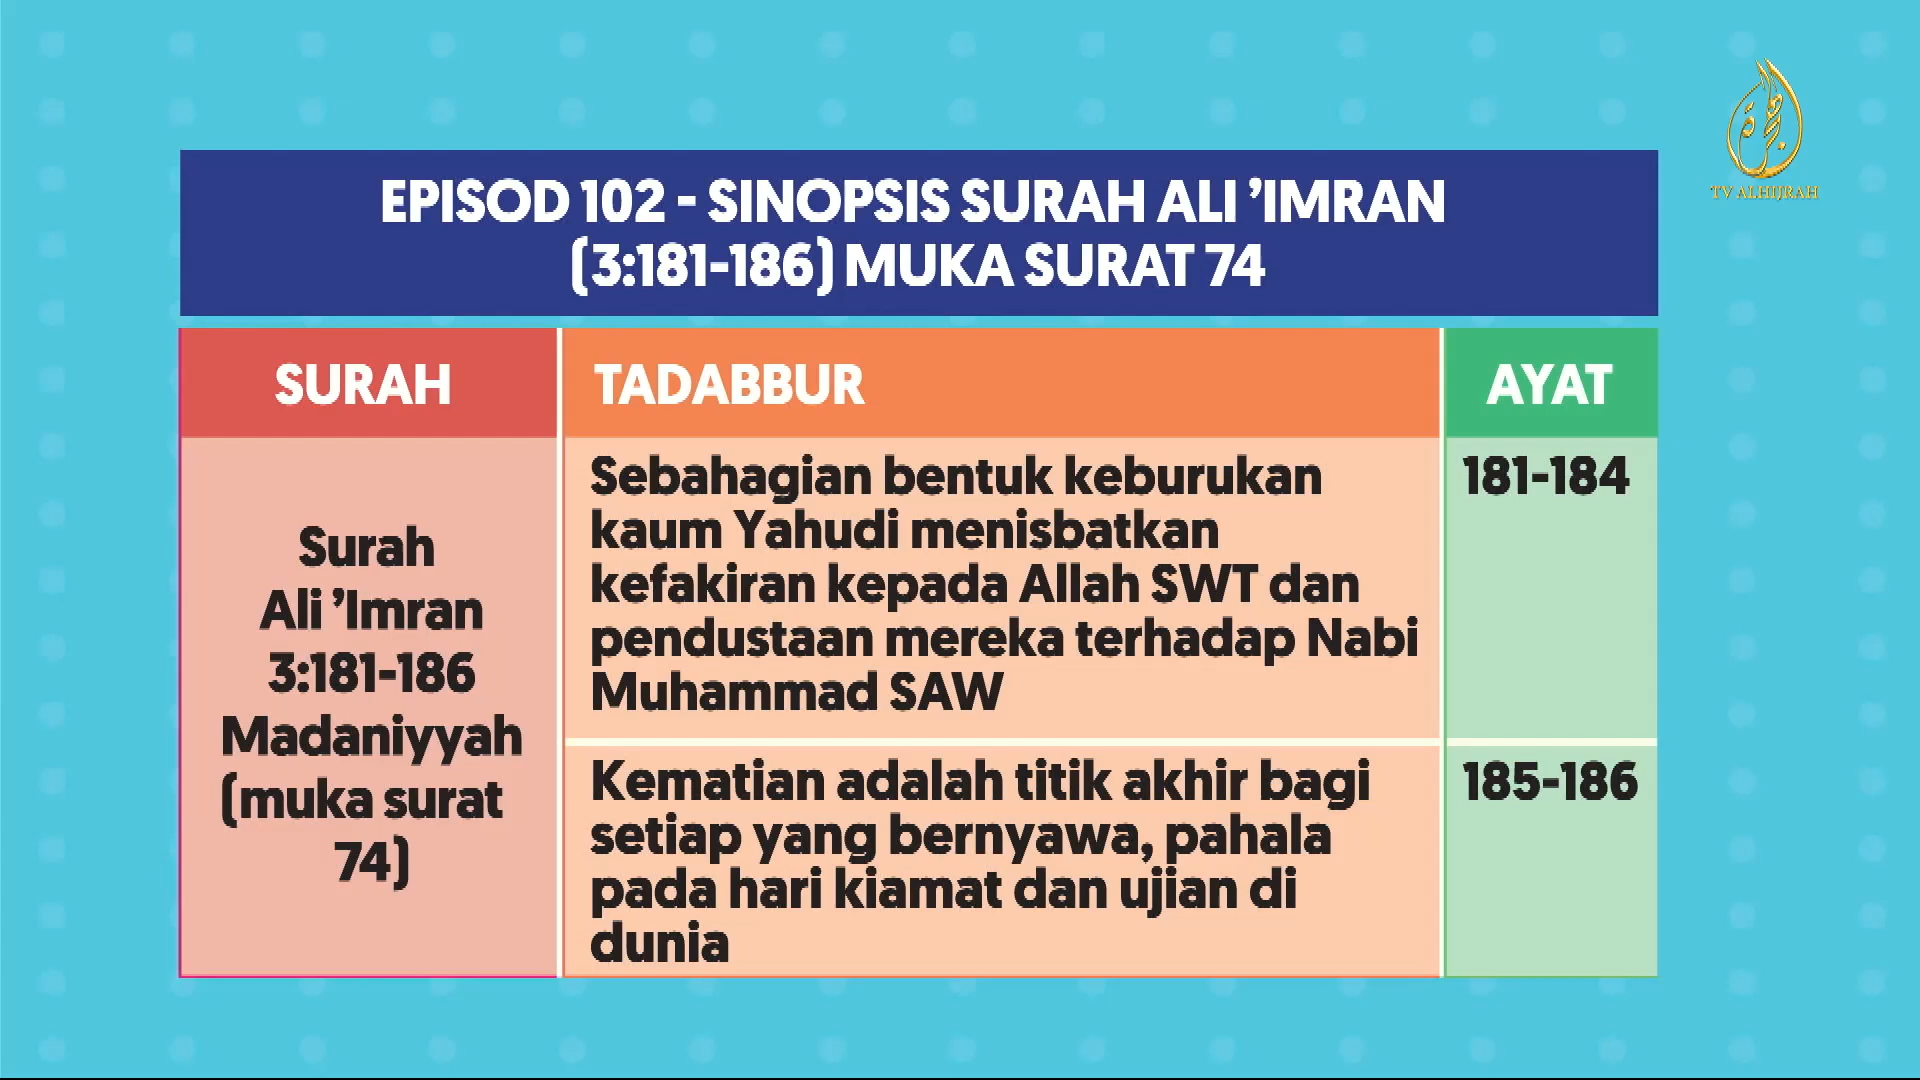 EPISOD 102 - SINOPSIS SURAH ALI ’IMRAN
(3:181-186) MUKA SURAT 74
TV ALHIJRAH
SURAH
TADABBUR
AYAT
Surah
Ali ’Imran
3:181-186
Madaniyyah
(muka surat
74)
Sebahagian bentuk keburukan
kaum Yahudi menisbatkan
kefakiran kepada Allah SWT dan
pendustaan mereka terhadap Nabi
Muhammad SAW
181-184
Kematian adalah titik akhir bagi
setiap yang bernyawa, pahala
pada hari kiamat dan ujian di
dunia
185-186